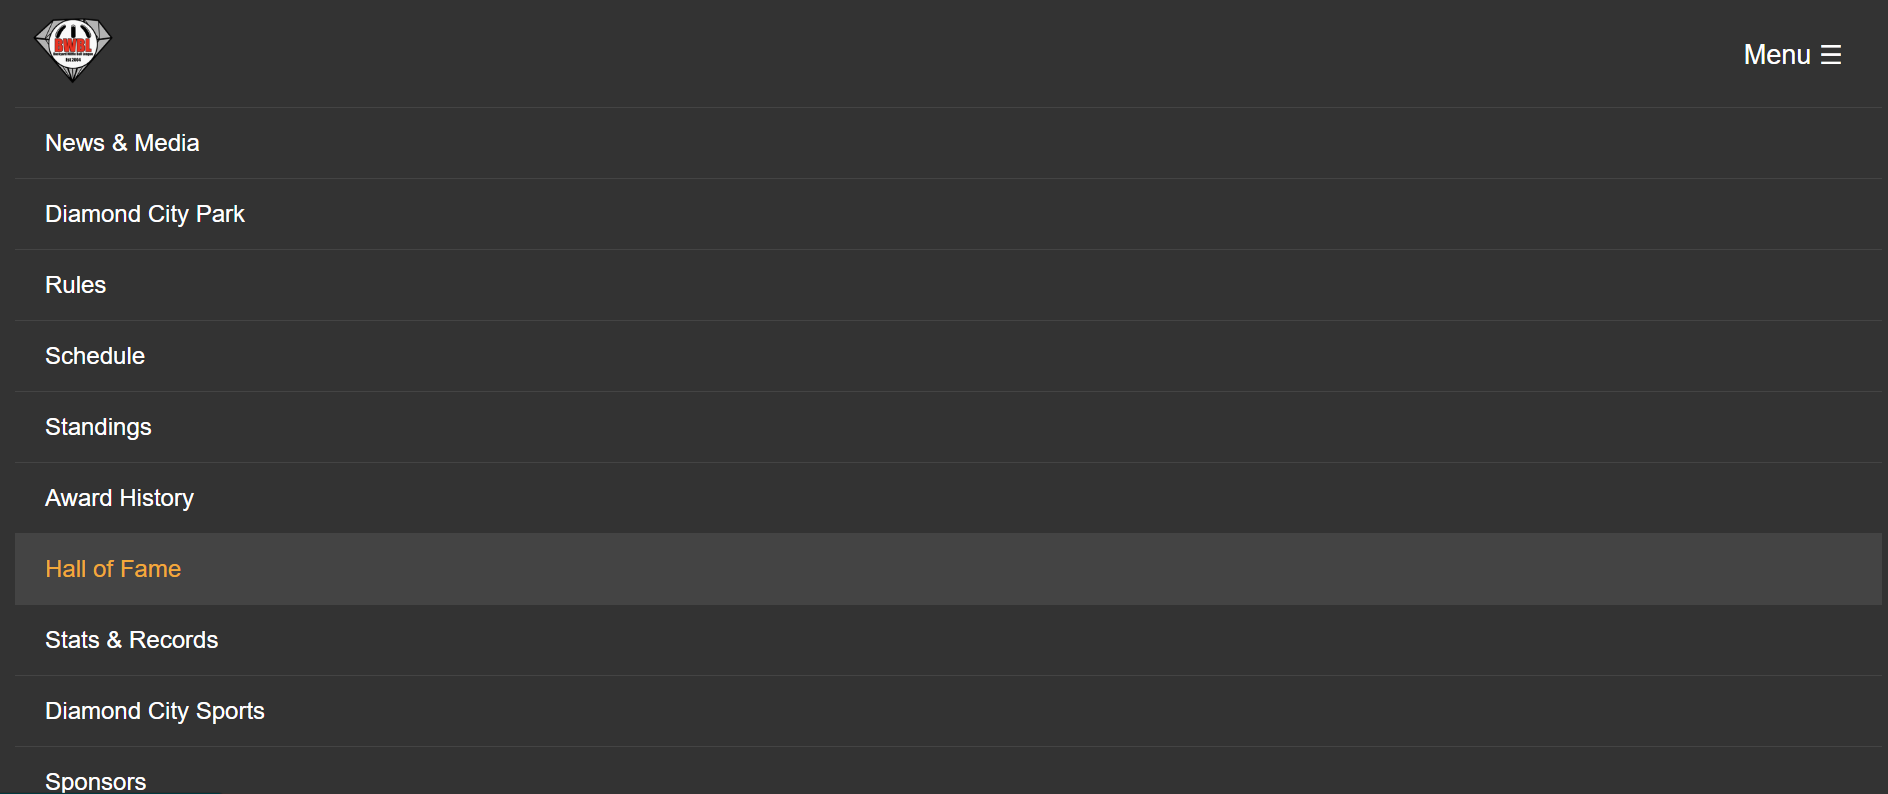 BWBL
Est 2004
Menu ☰
News & Media
Diamond City Park
Rules
Schedule
Standings
Award History
Hall of Fame
Stats & Records
Diamond City Sports
Sponsors